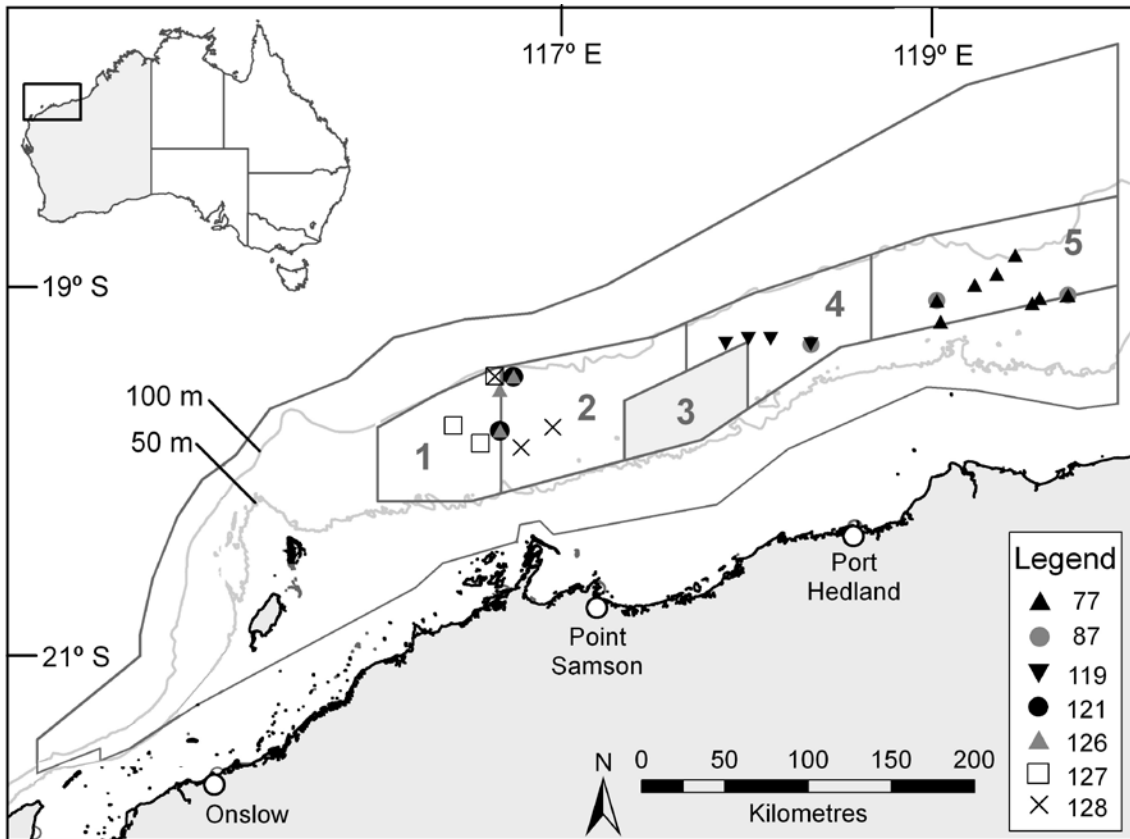 117º E
119º E
19º S
5
4
100 m
2
3
50 m
1
21º S
Port
Hedland
Point
Samson
Onslow
N
0 50 100 150 200
Kilometres
Legend
77
87
119
121
126
127
128